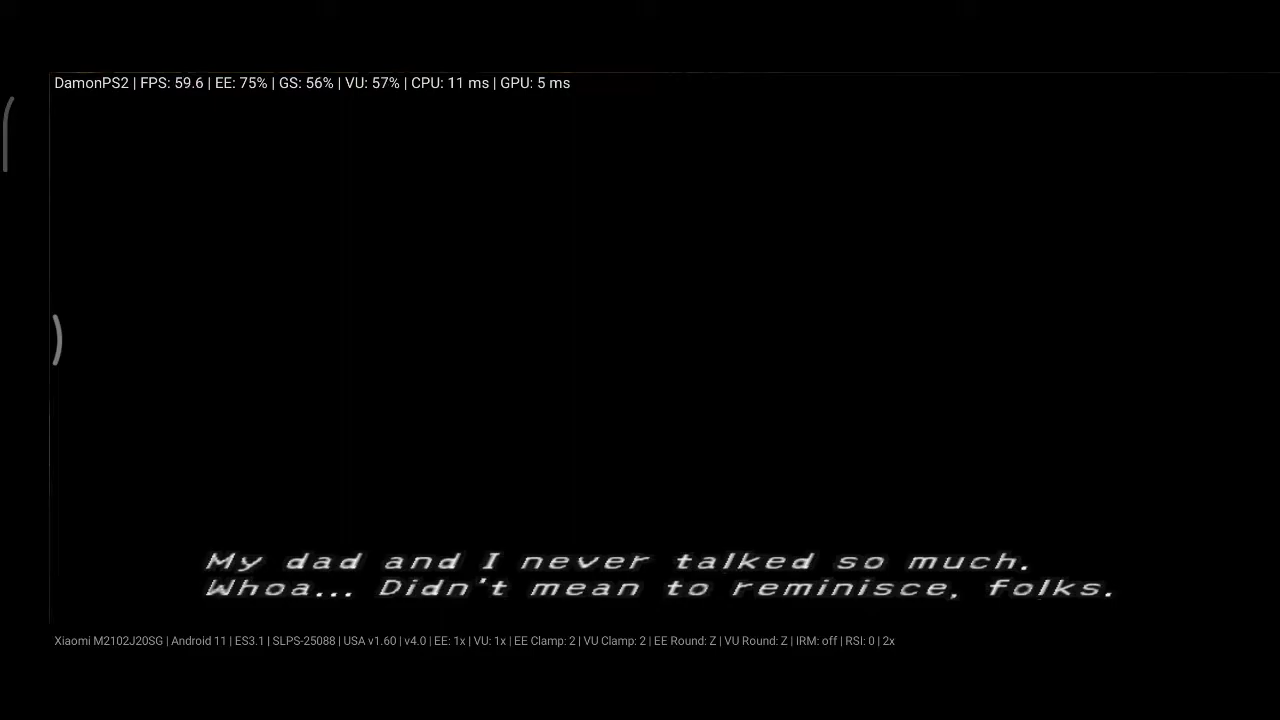 DamonPS2 | FPS: 59.6 | EE: 75% | GS: 56% | VU: 57% | CPU: 11 ms | GPU: 5 ms
My dad and I never talked so much.
Whoa... Didn't mean to reminisce, folks.
Xiaomi M2102J20SG | Android 11 | ES3.1 | SLPS-25088 | USA v1.60 | v4.0 | EE: 1x | VU: 1x | EE Clamp: 2 | VU Clamp: 2 | EE Round: Z | VU Round: Z | IRM: off | RSI: 0 | 2x